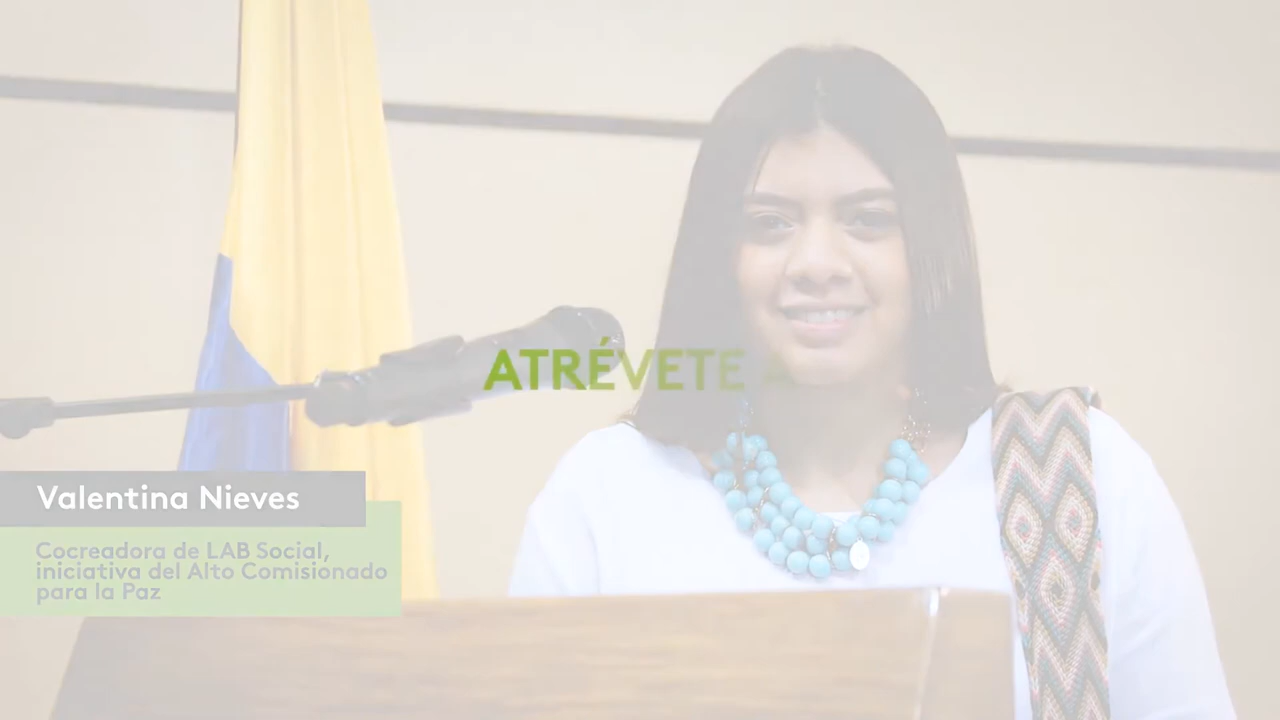 ATRÉVETE A
Valentina Nieves
Cocreadora de LAB Social,
iniciativa del Alto Comisionado
para la Paz